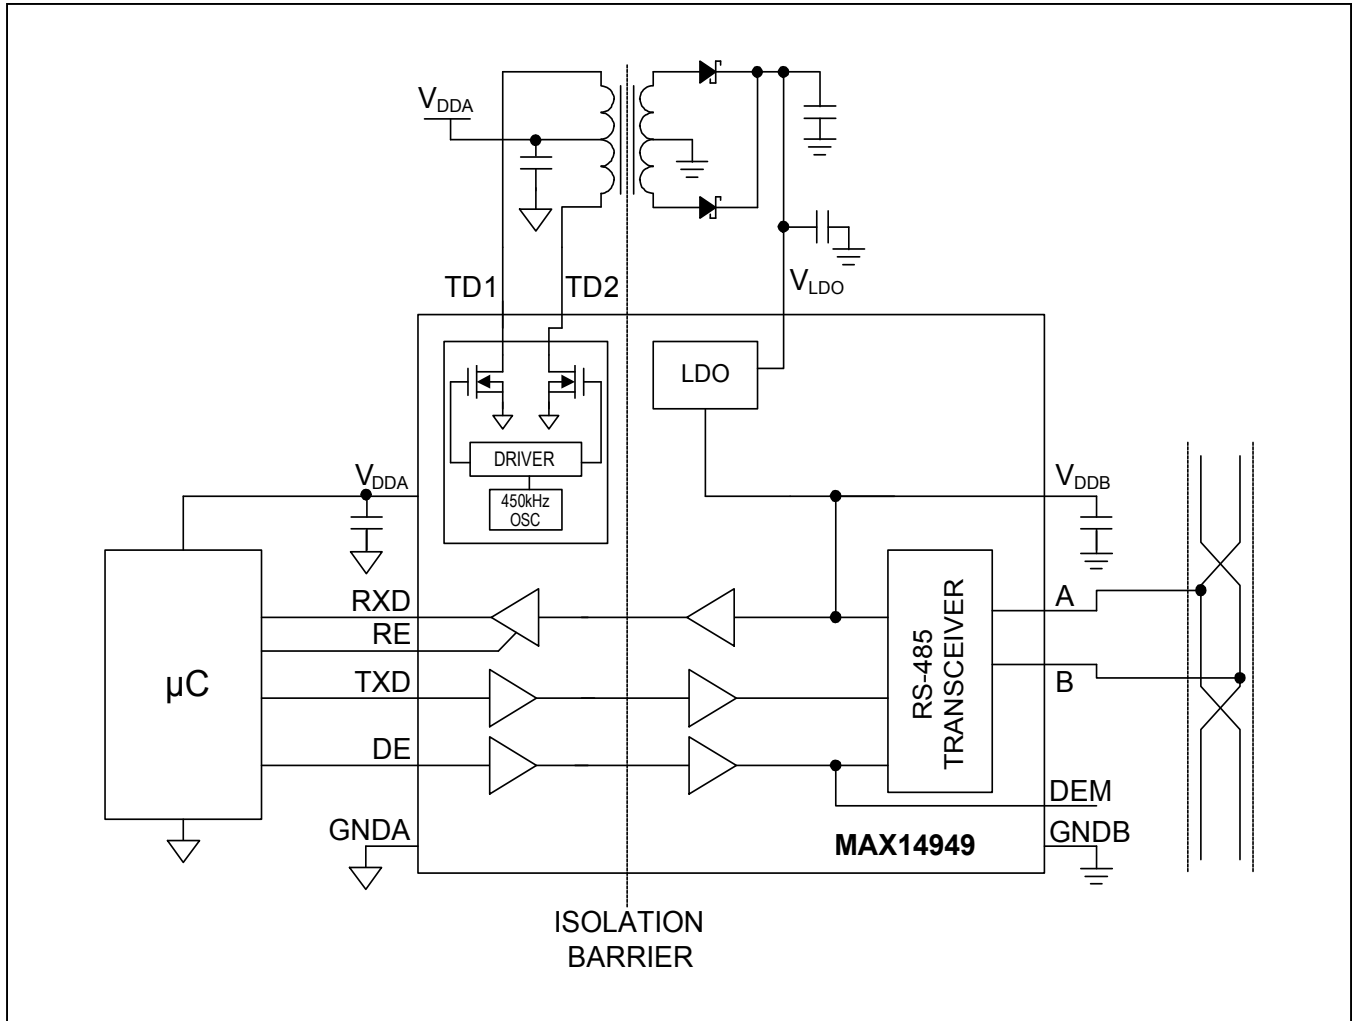 VDDA
TD1
TD2
VLDO
LDO
DRIVER
450kHz
OSC
VDDA
VDDB
RXD
RE
TXD
DE
GNDA
µC
RS-485
TRANSCEIVER
A
B
DEM
GNDB
MAX14949
ISOLATION
BARRIER